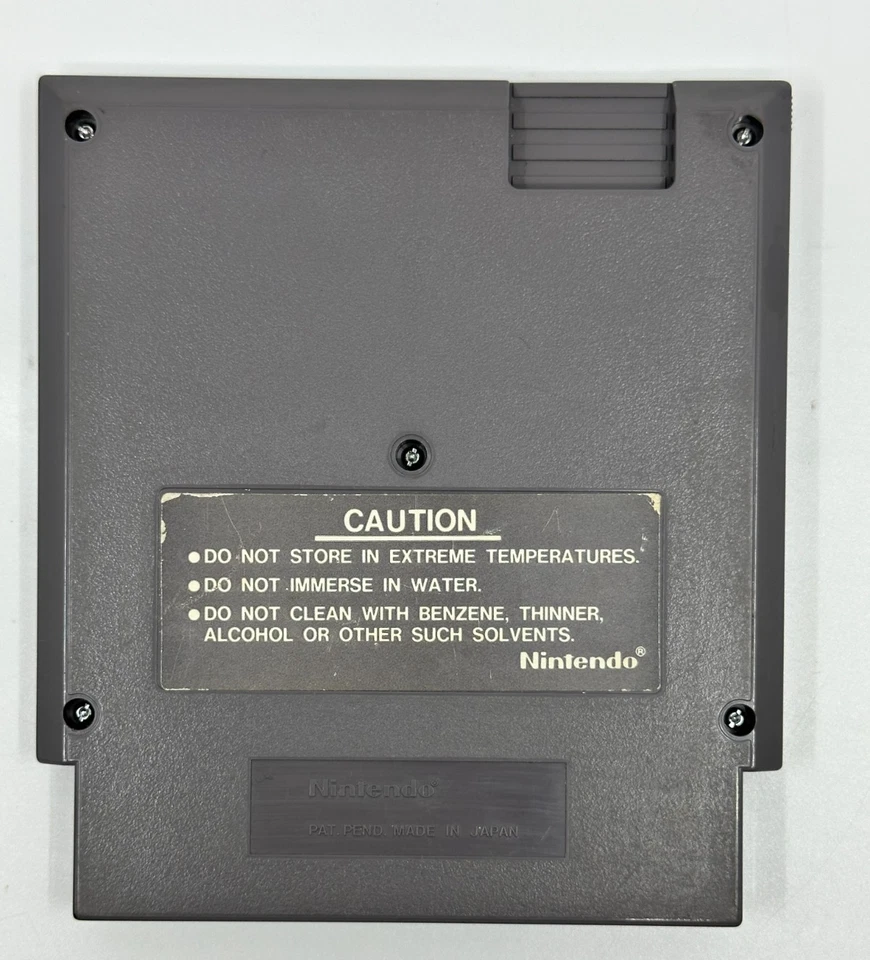 CAUTION
●DO NOT STORE IN EXTREME TEMPERATURES.
●DO NOT IMMERSE IN WATER.
●DO NOT CLEAN WITH BENZENE, THINNER,
ALCOHOL OR OTHER SUCH SOLVENTS.
Nintendo®
Nintendo®
PAT. PEND. MADE IN JAPAN